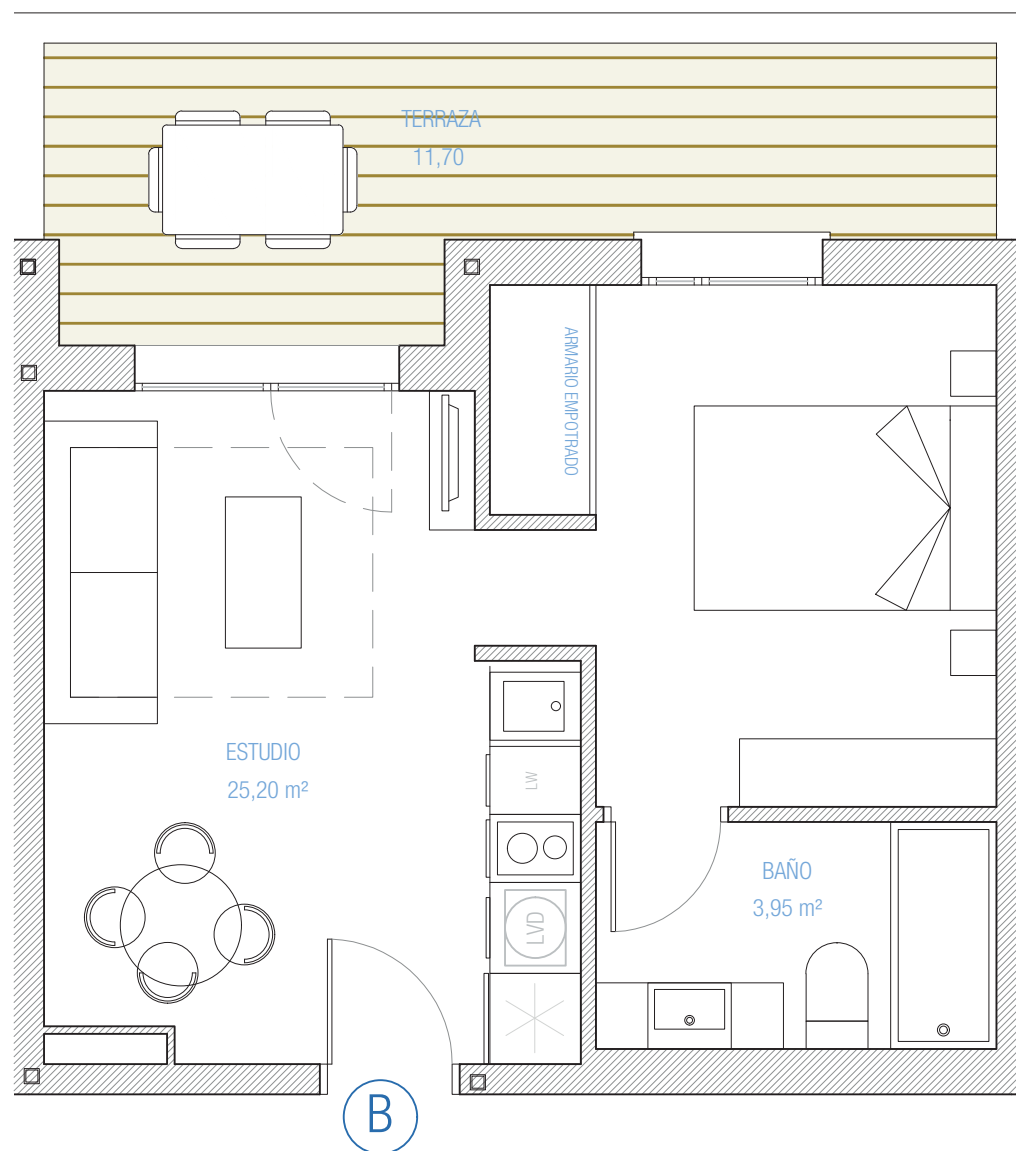 TERRAZA
11,70
ARMARIO EMPOTRADO
ESTUDIO
25,20 m²
LW
BAÑO
3,95 m²
LVD
B